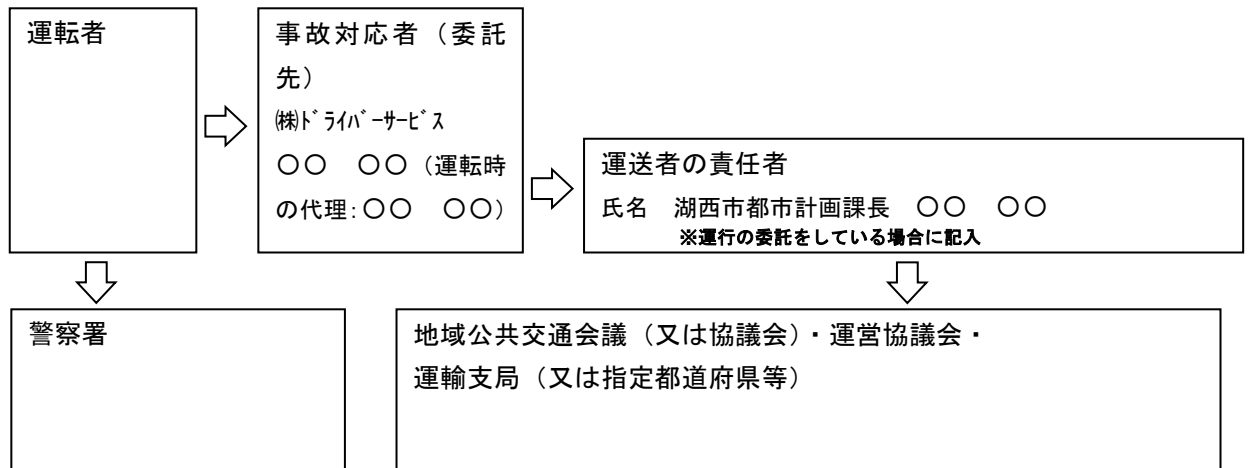 運転者
事故対応者（委託
先）
㈱ﾄﾞﾗｲﾊﾞｰｻｰﾋﾞｽ
〇〇　〇〇（運転時
の代理:〇〇　〇〇）
運送者の責任者
氏名　湖西市都市計画課長　〇〇　〇〇
※運行の委託をしている場合に記入
警察署
地域公共交通会議（又は協議会）・運営協議会・
運輸支局（又は指定都道府県等）